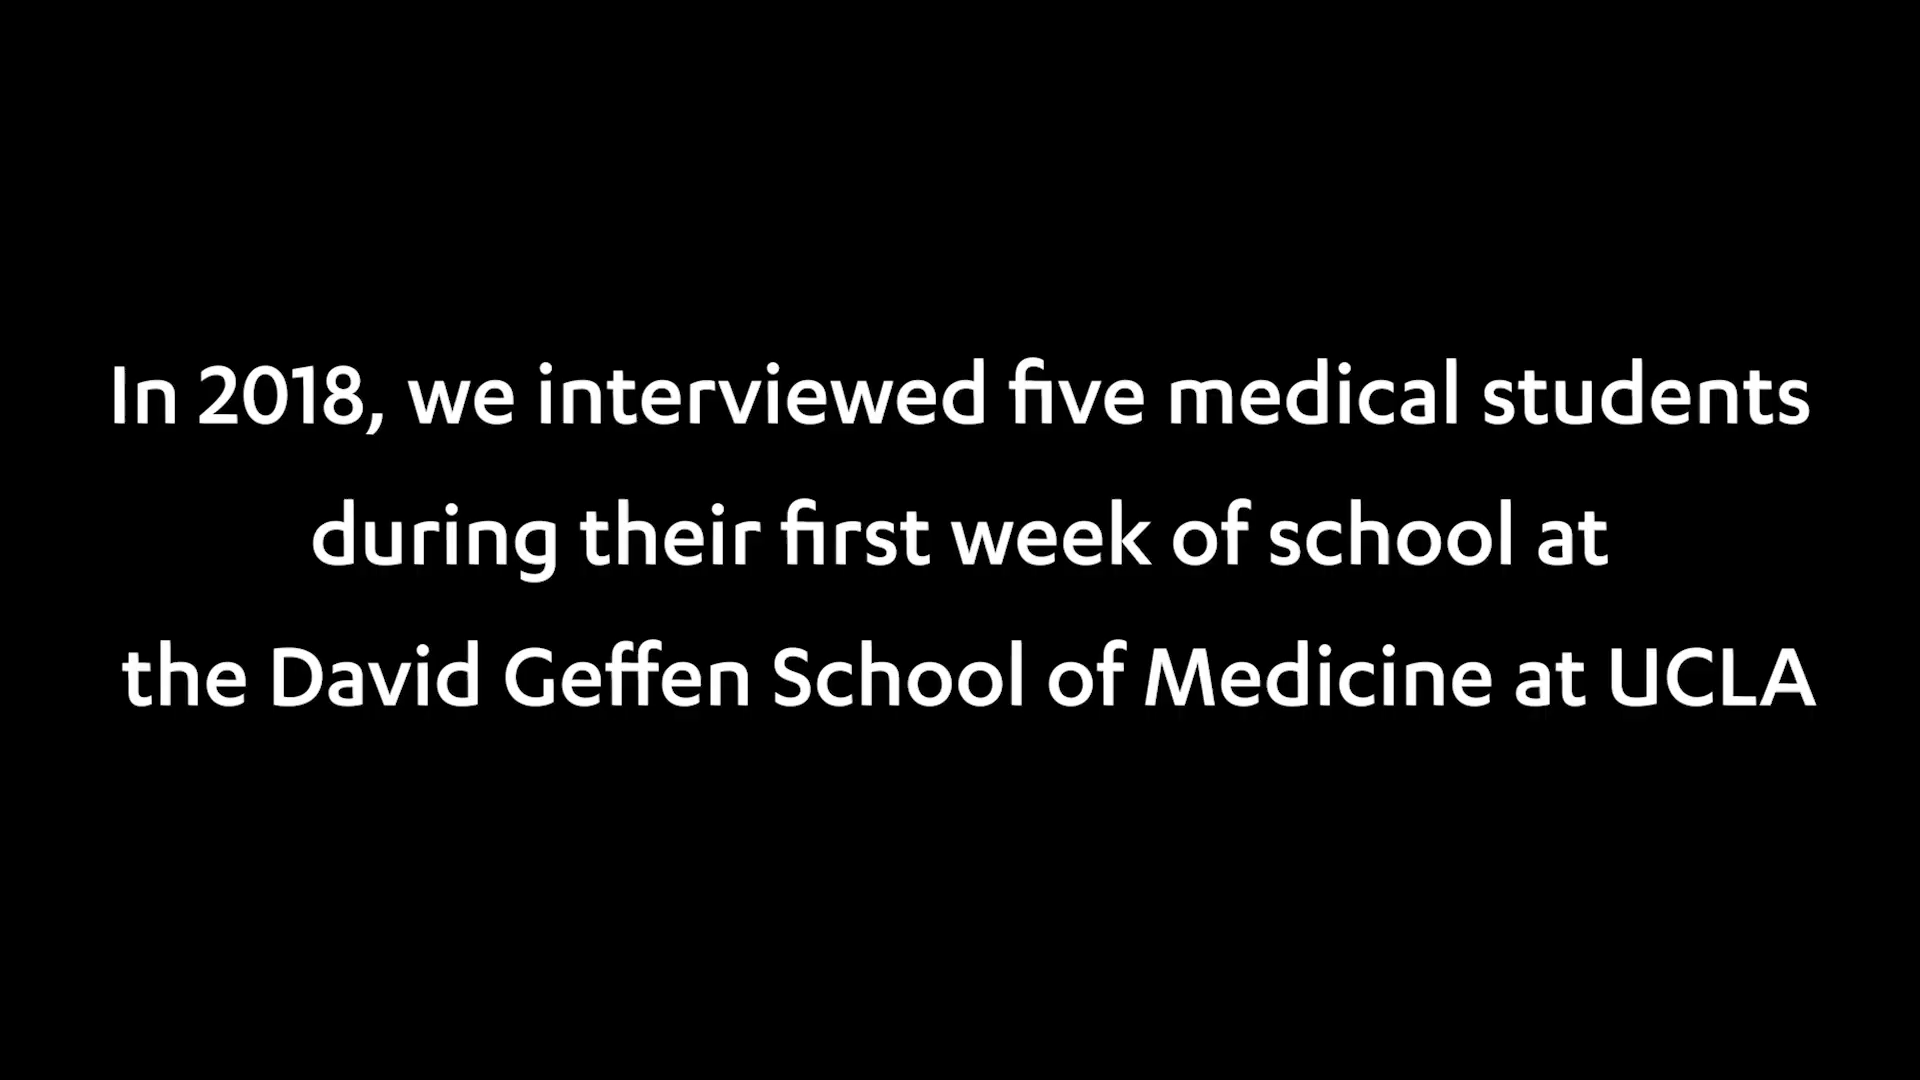 In 2018, we interviewed five medical students
during their first week of school at
the David Geffen School of Medicine at UCLA